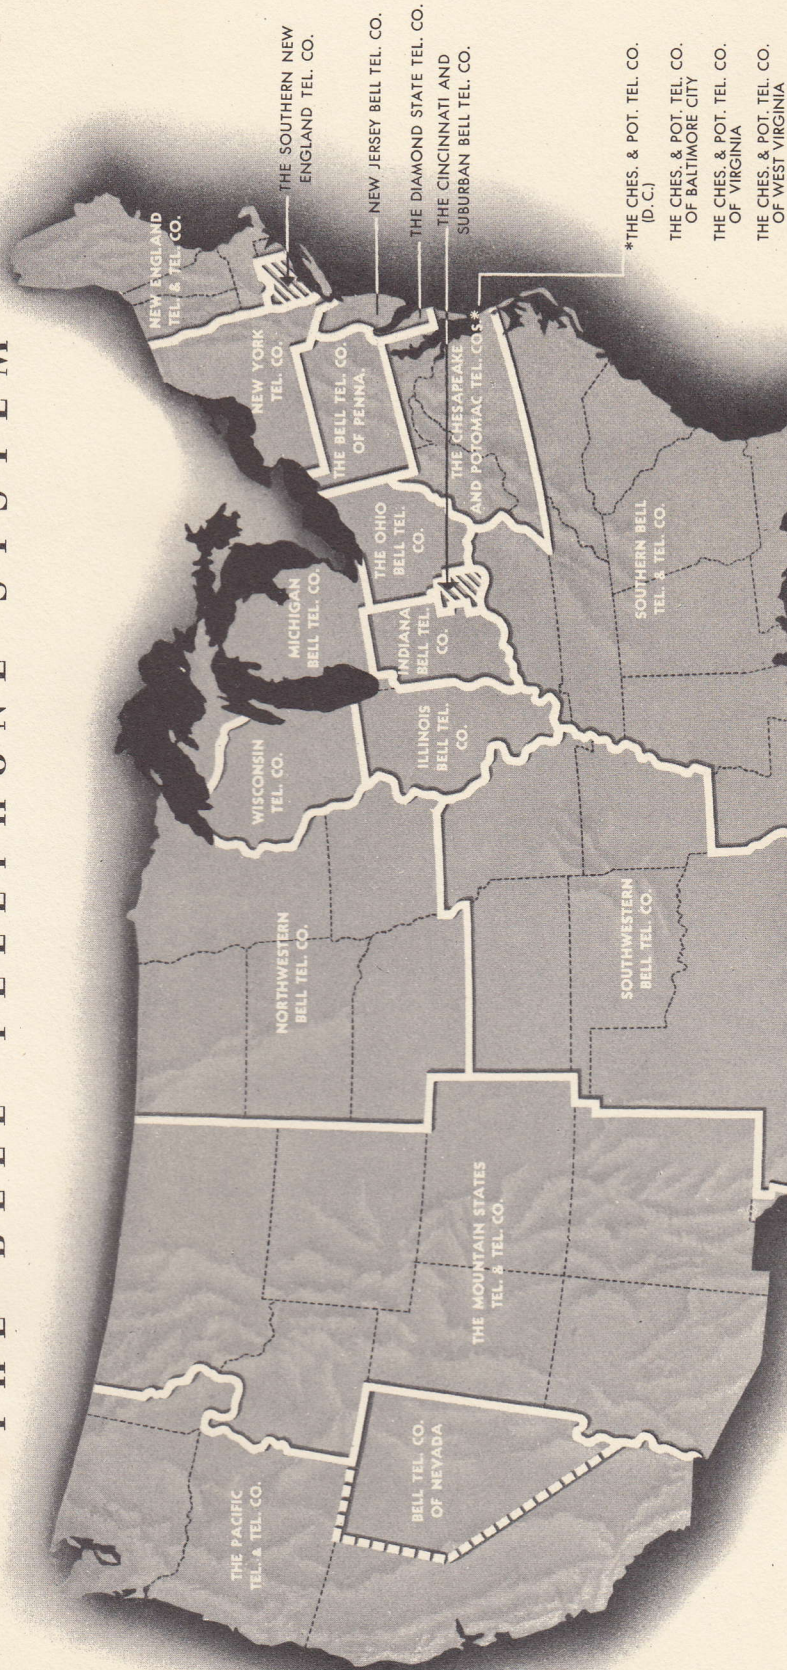 THE BELL TELEPHONE SYSTEM
THE PACIFIC
TEL. & TEL. CO.
BELL TEL. CO.
OF NEVADA
THE MOUNTAIN STATES
TEL. & TEL. CO.
NORTHWESTERN
BELL TEL. CO.
SOUTHWESTERN
BELL TEL. CO.
WISCONSIN
TEL. CO.
ILLINOIS
BELL TEL.
CO.
MICHIGAN
BELL TEL. CO.
INDIANA
BELL TEL.
CO.
THE OHIO
BELL TEL.
CO.
SOUTHERN BELL
TEL. & TEL. CO.
THE BELL TEL. CO.
OF PENNA.
THE CHESAPEAKE
AND POTOMAC TEL. CO'S.*
NEW YORK
TEL. CO.
NEW ENGLAND
TEL. & TEL. CO.
THE SOUTHERN NEW
ENGLAND TEL. CO.
NEW JERSEY BELL TEL. CO.
THE DIAMOND STATE TEL. CO.
THE CINCINNATI AND
SUBURBAN BELL TEL. CO.
*THE CHES. & POT. TEL. CO.
(D. C.)
THE CHES. & POT. TEL. CO.
OF BALTIMORE CITY
THE CHES. & POT. TEL. CO.
OF VIRGINIA
THE CHES. & POT. TEL. CO.
OF WEST VIRGINIA